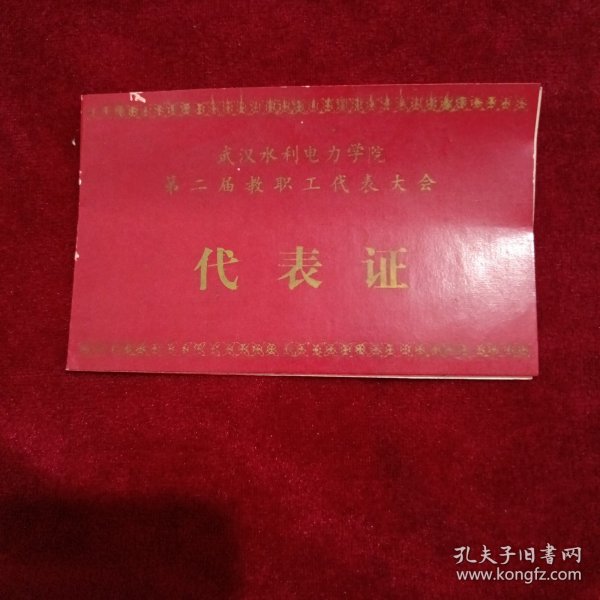 武汉水利电力学院
第二届教职工代表大会
代表证
孔夫子旧书网
www.kongfz.com